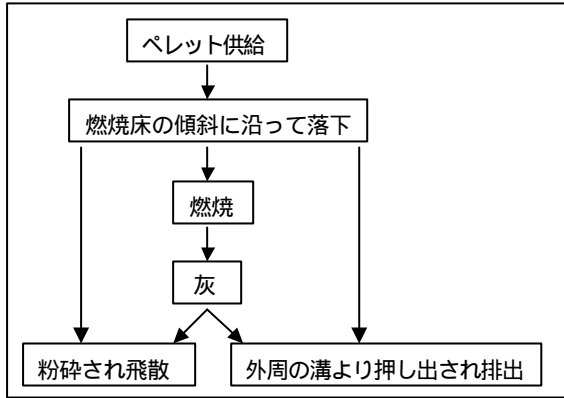 ペレット供給
燃焼床の傾斜に沿って落下
燃焼
灰
粉砕され飛散
外周の溝より押し出され排出